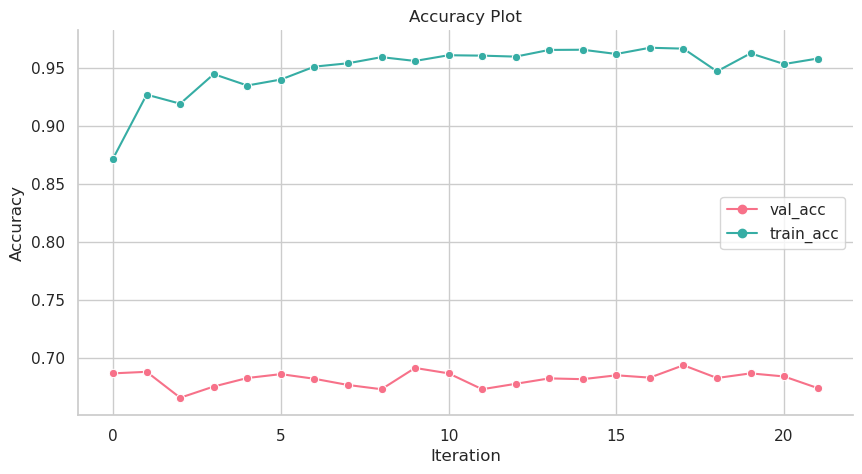 Accuracy Plot
0.95
0.90
0.85
0.80
0.75
0.70
Accuracy
val_acc
train_acc
0 5 10 15 20
Iteration